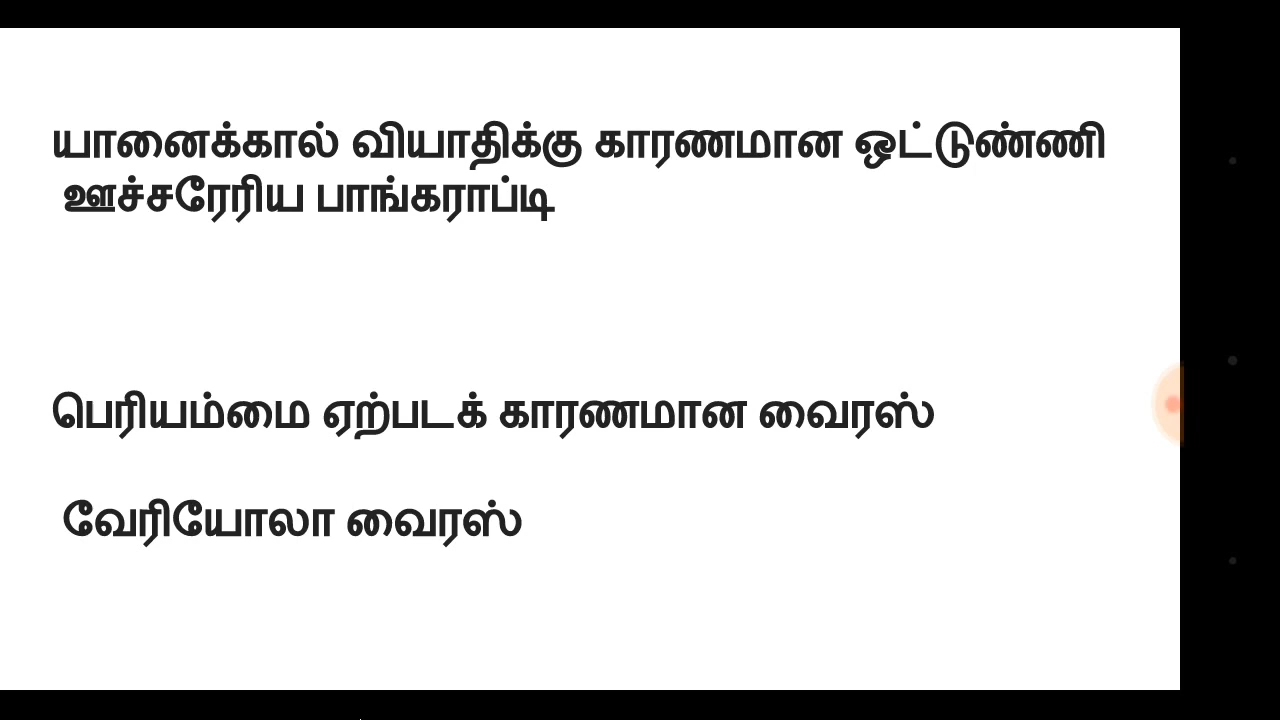 யானைக்கால் வியாதிக்கு காரணமான ஒட்டுண்ணி
ஊச்சரேரிய பாங்கராப்டி
பெரியம்மை ஏற்படக் காரணமான வைரஸ்
வேரியோலா வைரஸ்